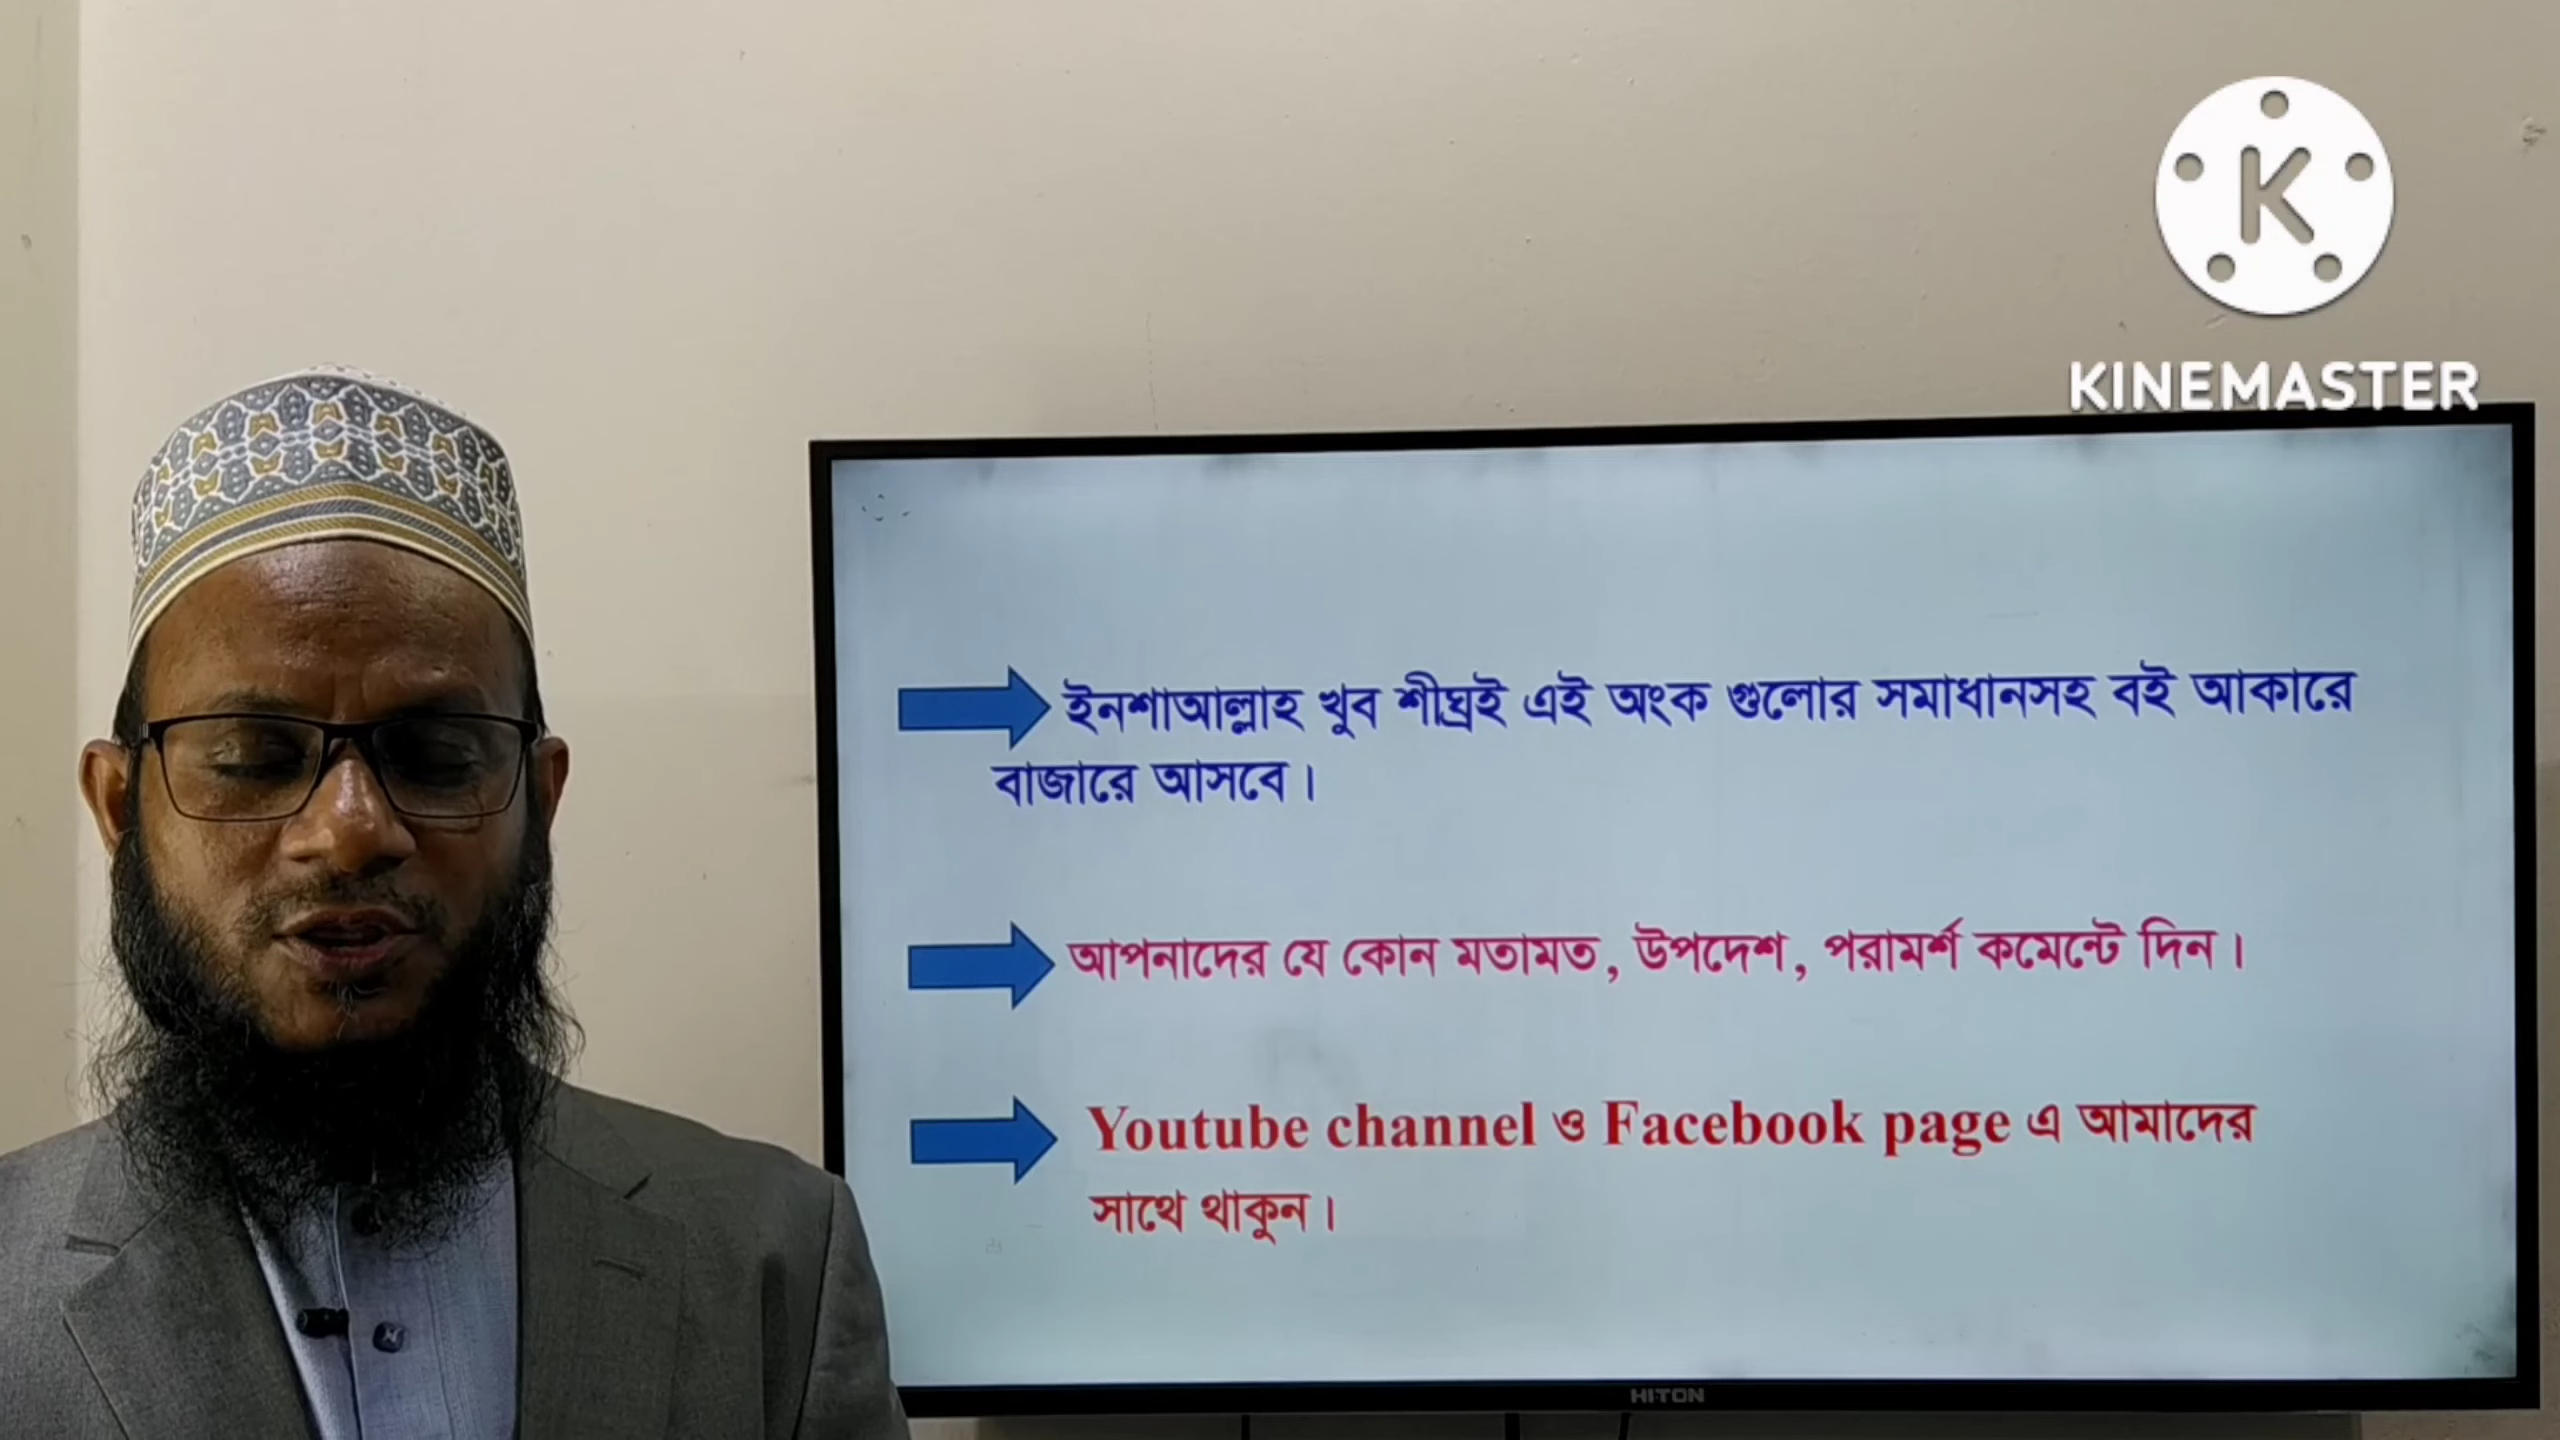 K
KINEMASTER
ইনশাআল্লাহ খুব শীঘ্রই এই অংক গুলোর সমাধানসহ বই আকারে
বাজারে আসবে।
আপনাদের যে কোন মতামত, উপদেশ, পরামর্শ কমেন্টে দিন।
Youtube channel ও Facebook page এ আমাদের
সাথে থাকুন।
HITON